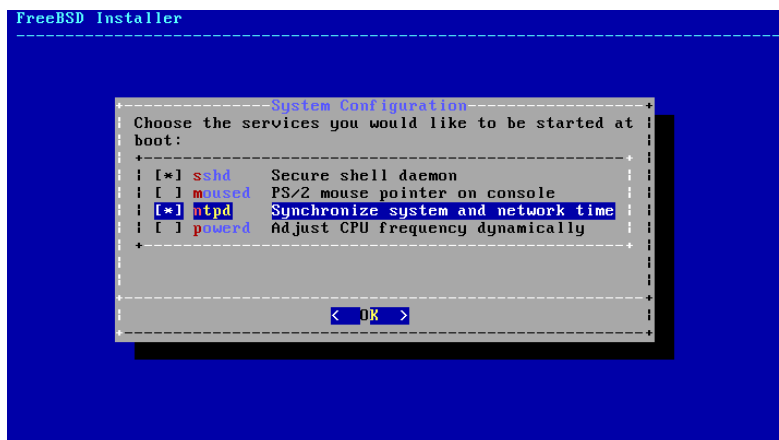 FreeBSD Installer
System Configuration
Choose the services you would like to be started at
boot:
[*] sshd Secure shell daemon
[ ] moused PS/2 mouse pointer on console
[*] ntpd Synchronize system and network time
[ ] powerd Adjust CPU frequency dynamically
< OK >